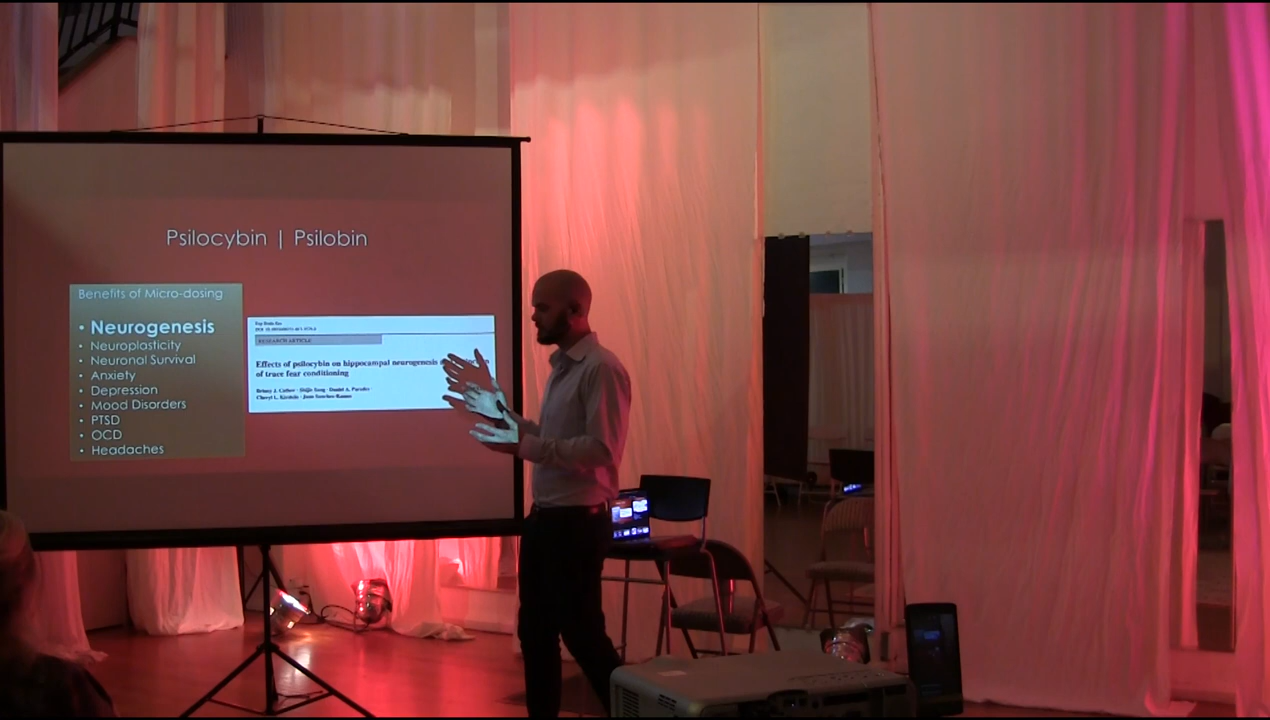 Psilocybin | Psilobin
Benefits of Micro-dosing
• Neurogenesis
• Neuroplasticity
• Neuronal Survival
• Anxiety
• Depression
• Mood Disorders
• PTSD
• OCD
• Headaches
RESEARCH ARTICLE
Effects of psilocybin on hippocampal neurogenesis
of trace fear conditioning